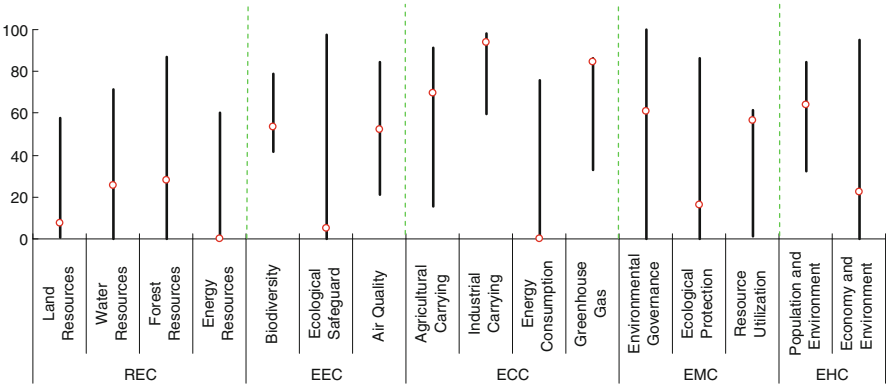 100
80
60
40
20
0
Land
Resources
Water
Resources
Forest
Resources
Energy
Resources
Biodiversity
Ecological
Safeguard
Air Quality
Agricultural
Carrying
Industrial
Carrying
Energy
Consumption
Greenhouse
Gas
Environmental
Governance
Ecological
Protection
Resource
Utilization
Population and
Environment
Economy and
Environment
REC
EEC
ECC
EMC
EHC